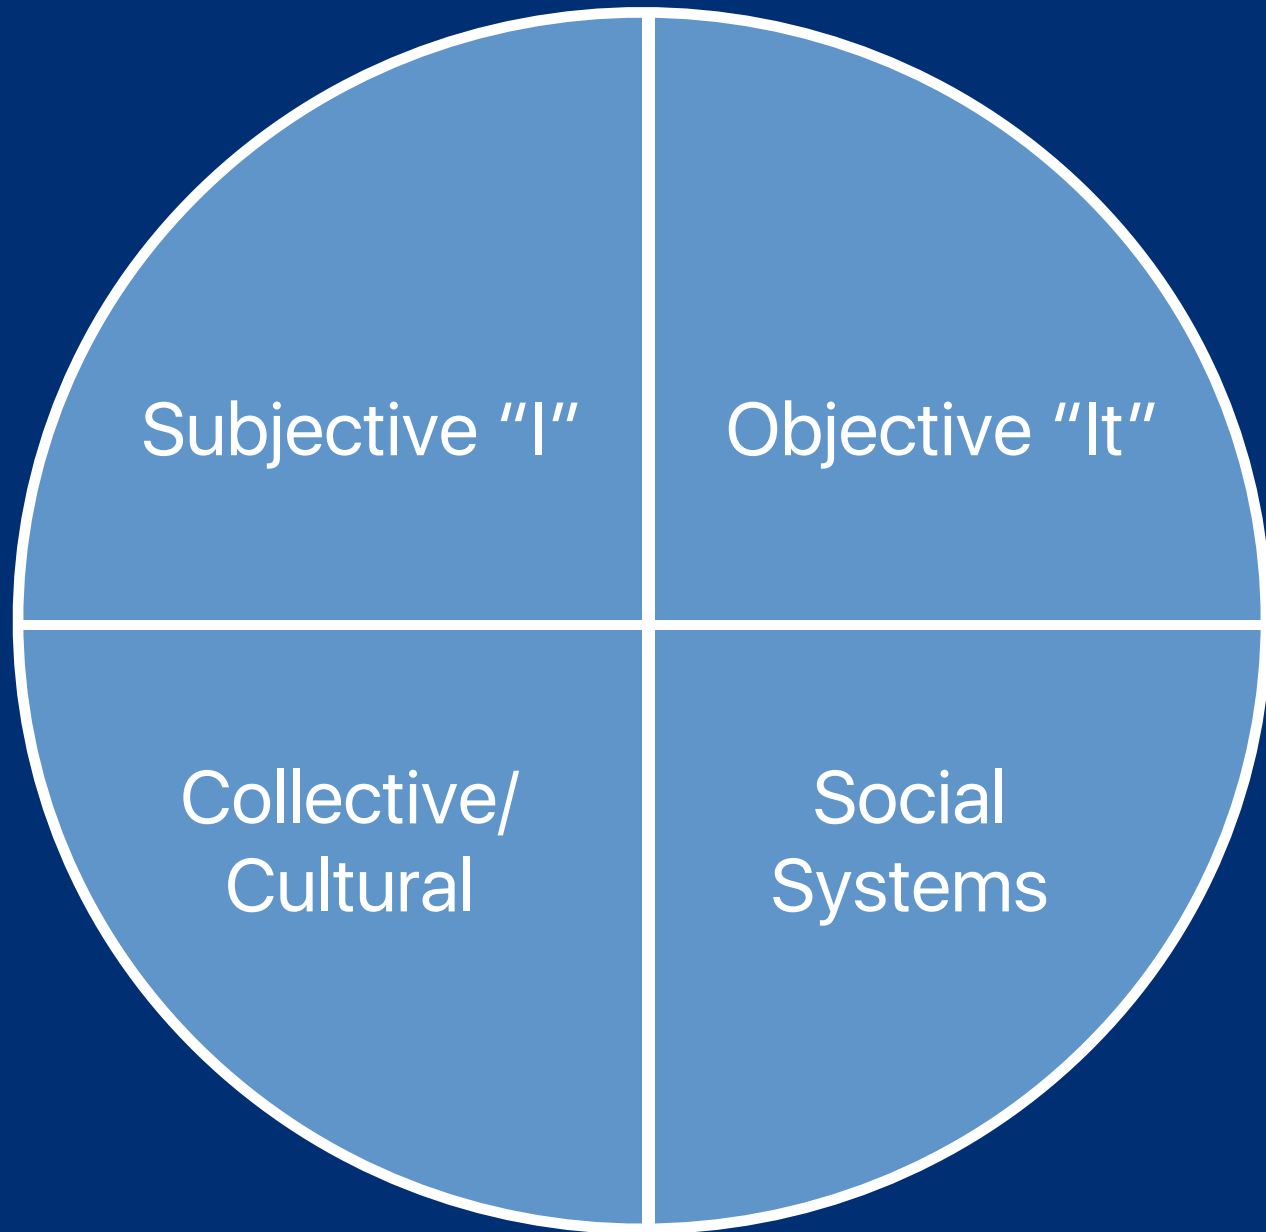 Subjective “I”
Objective “It”
Collective/
Cultural
Social
Systems